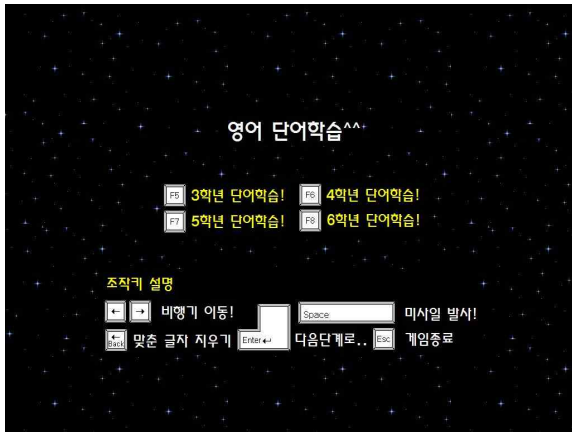 영어 단어학습^^
F5 3학년 단어학습! F6 4학년 단어학습!
F7 5학년 단어학습! F8 6학년 단어학습!
조작키 설명
← → 비행기 이동! Space 미사일 발사!
← Back 맞춘 글자 지우기 Enter↵ 다음단계로.. Esc 게임종료